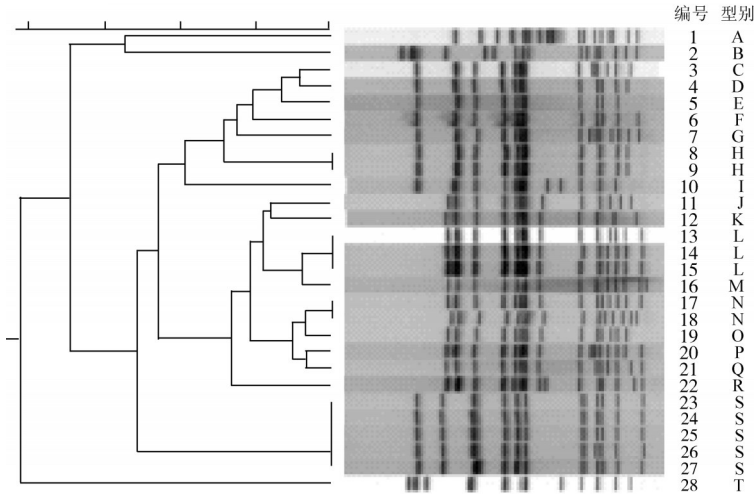 编号 型别
1 A
2 B
3 C
4 D
5 E
6 F
7 G
8 H
9 H
10 I
11 J
12 K
13 L
14 L
15 L
16 M
17 N
18 N
19 O
20 P
21 Q
22 R
23 S
24 S
25 S
26 S
27 S
28 T